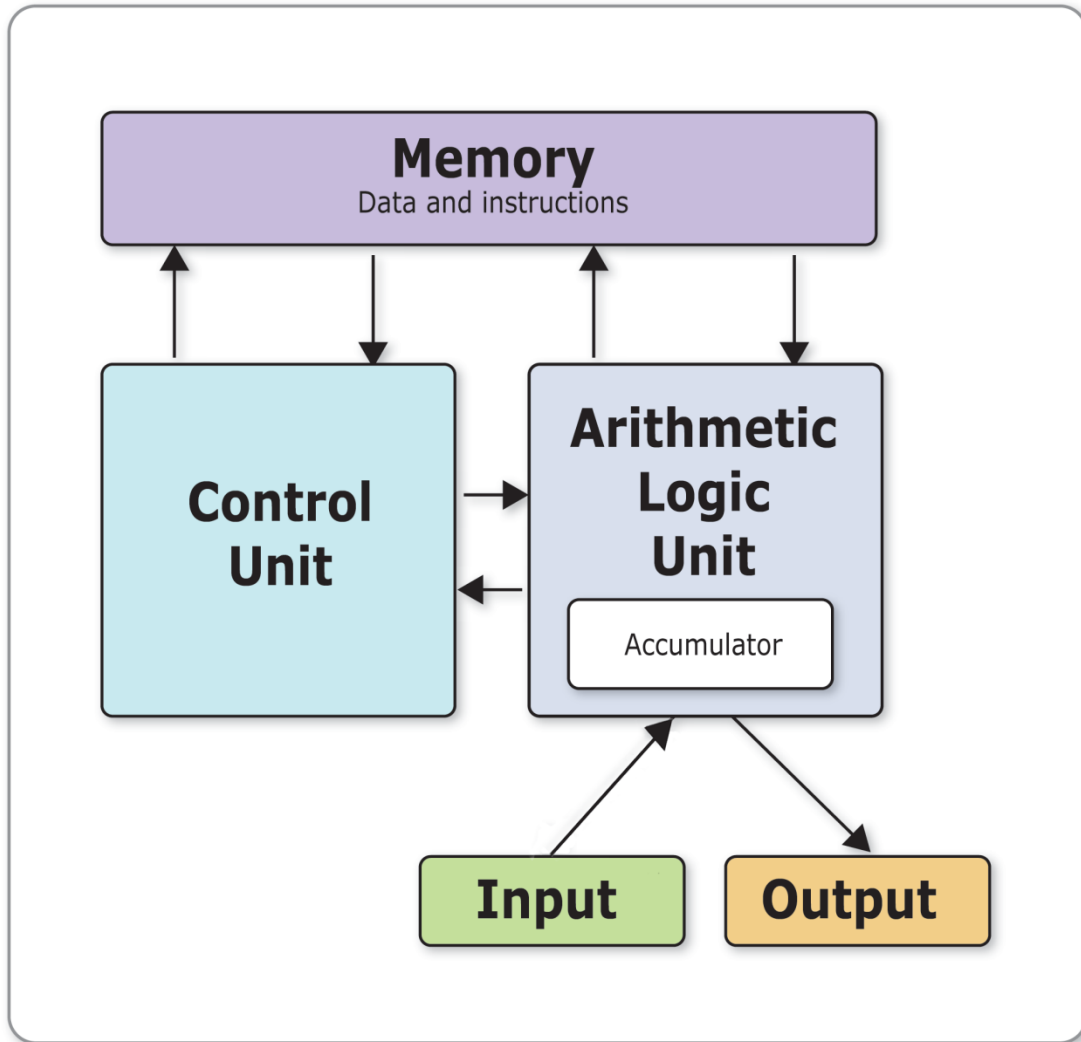 Memory
Data and instructions
Control
Unit
Arithmetic
Logic
Unit
Accumulator
Input
Output